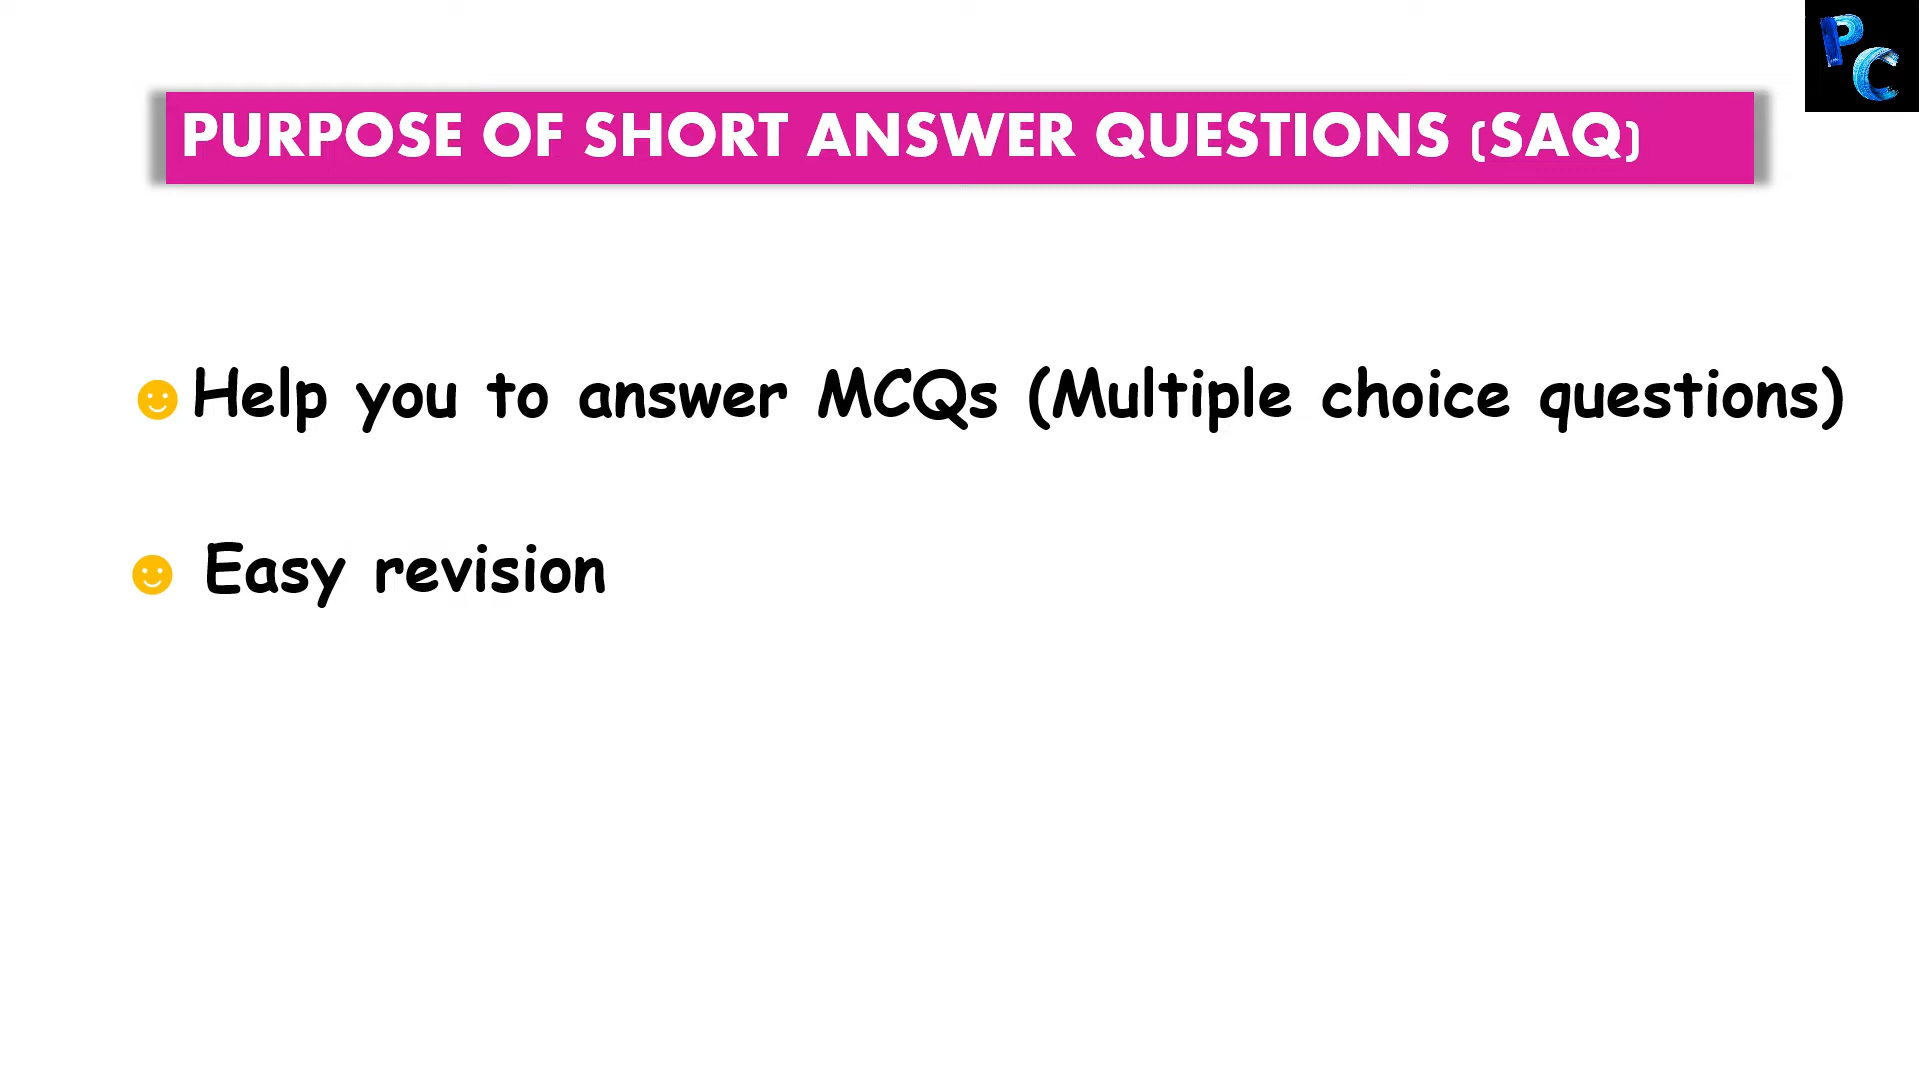 PC
PURPOSE OF SHORT ANSWER QUESTIONS (SAQ)
Help you to answer MCQs (Multiple choice questions)
Easy revision